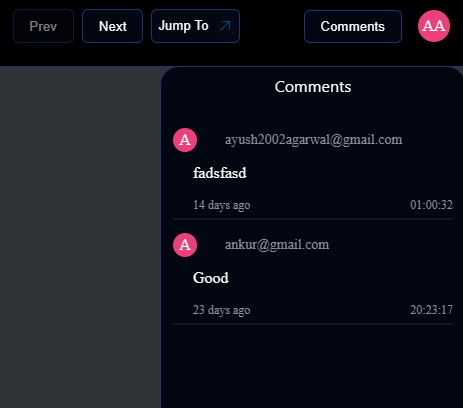 Prev Next Jump To Comments AA
Comments
A ayush2002agarwal@gmail.com
fadsfasd
14 days ago 01:00:32
A ankur@gmail.com
Good
23 days ago 20:23:17